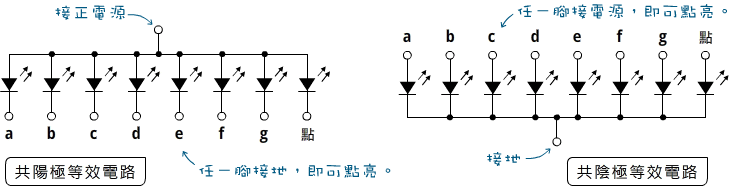 接正電源
a b c d e f g 點
任一腳接地，即可點亮。
共陽極等效電路
任一腳接電源，即可點亮。
a b c d e f g 點
接地
共陰極等效電路